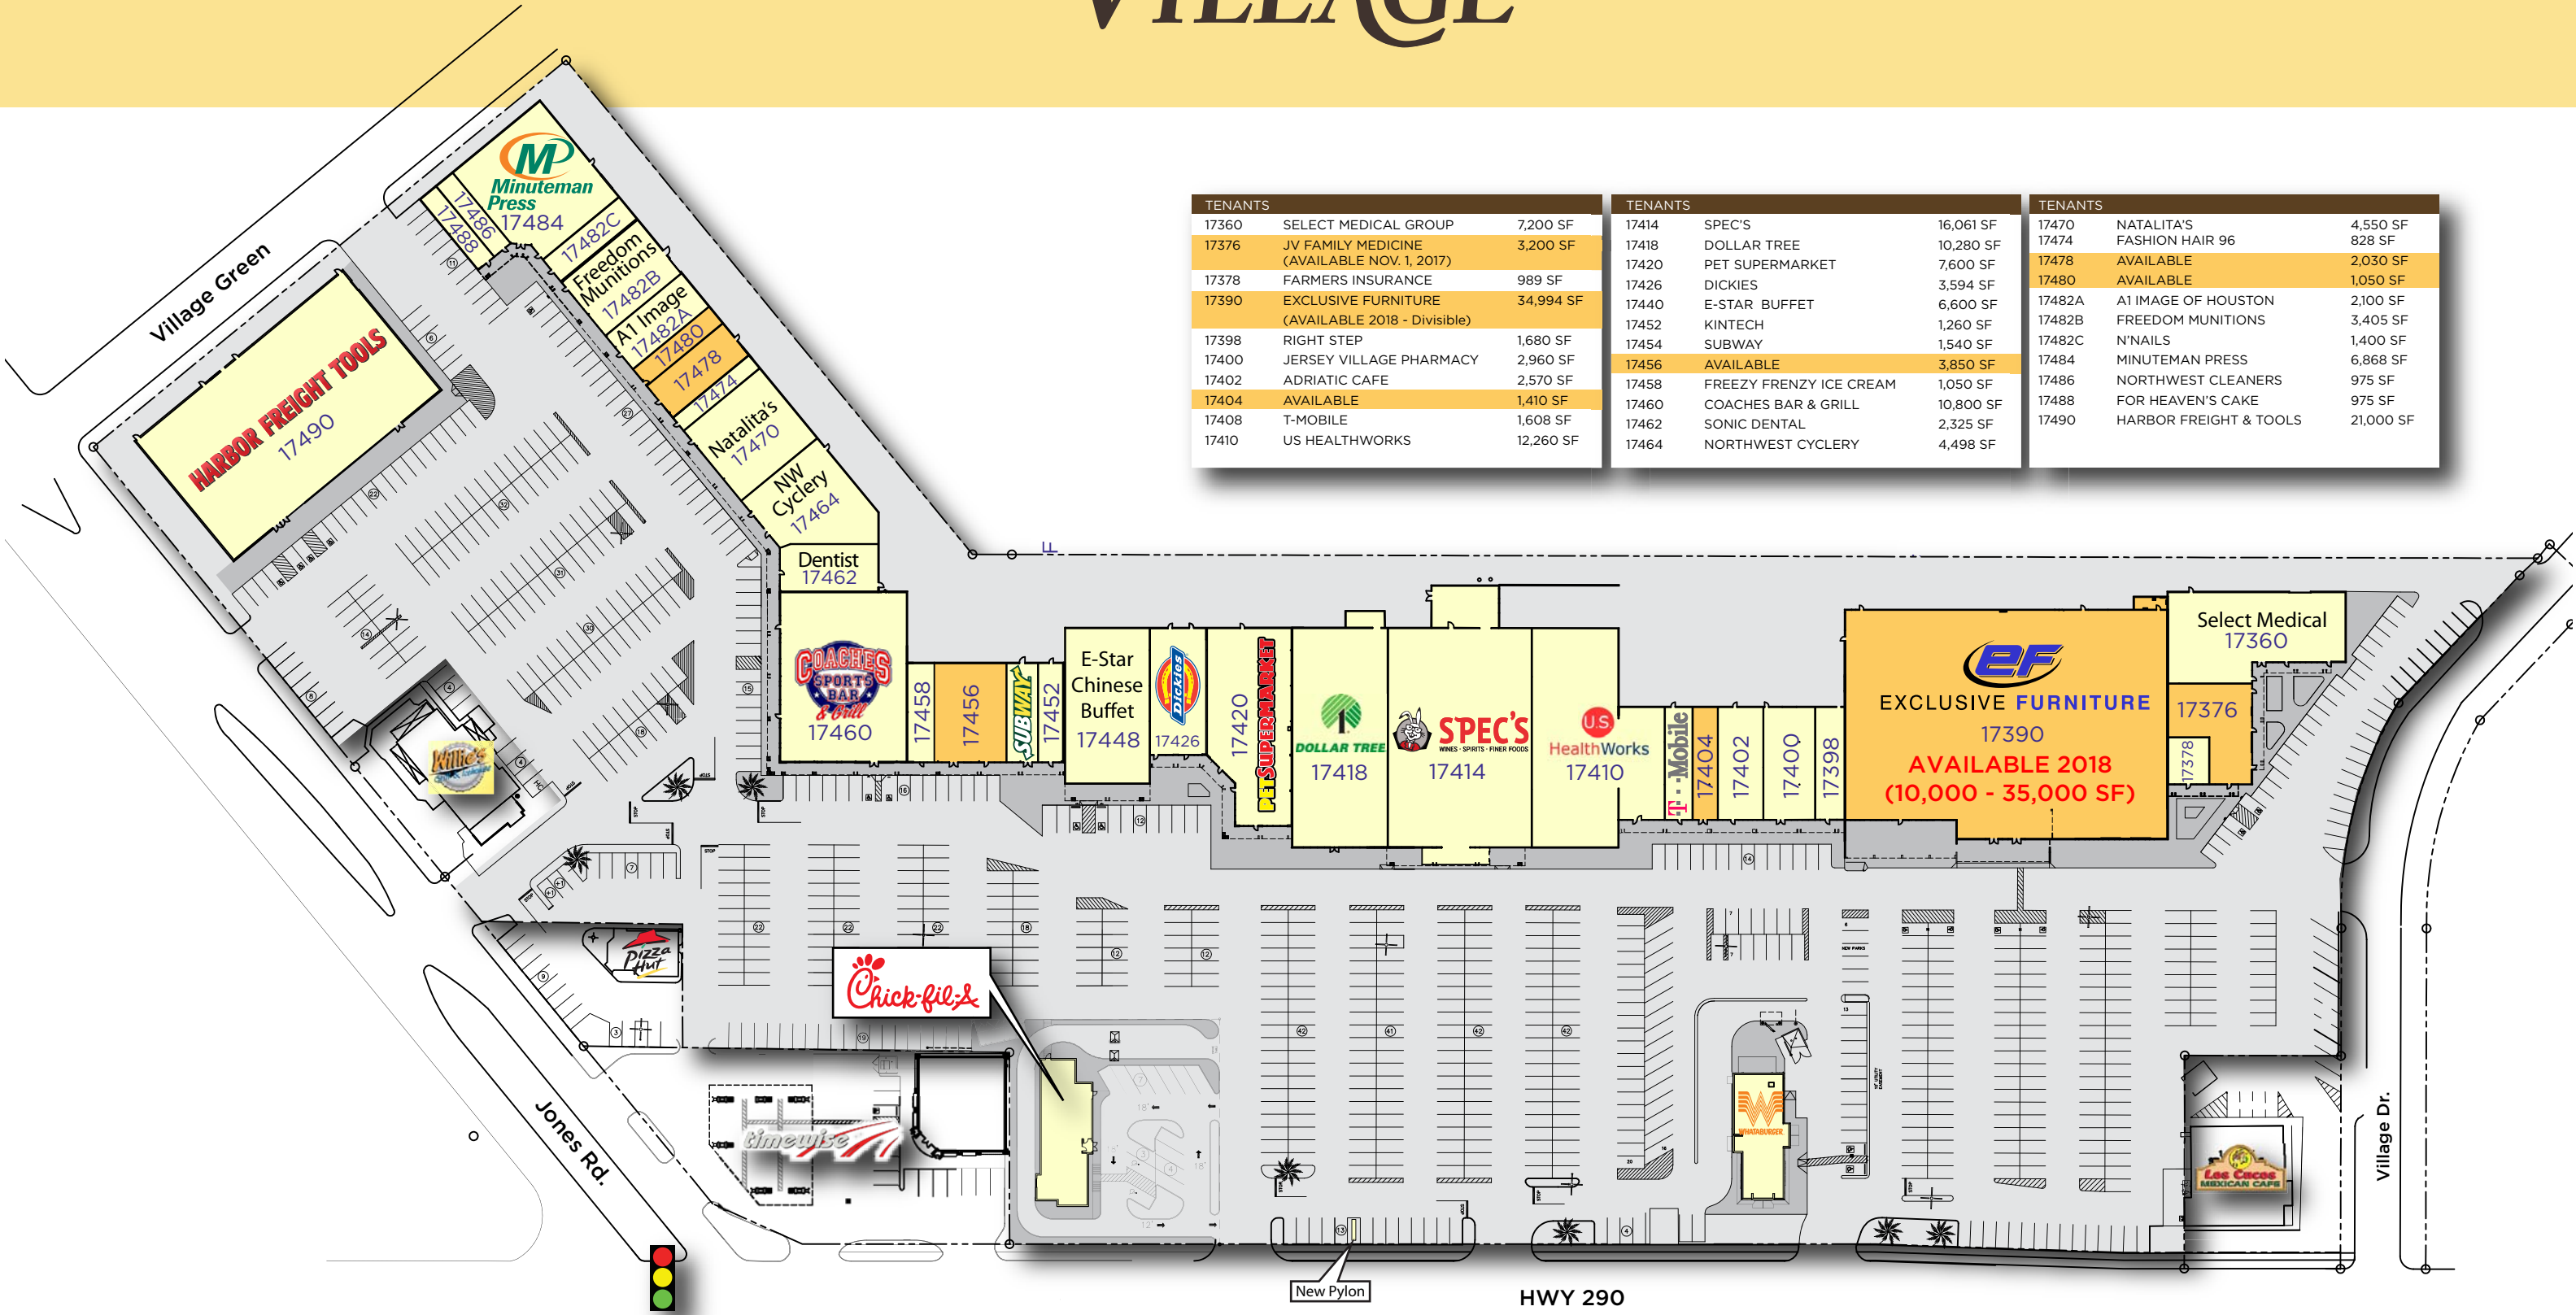 VILLAGE
TENANTS
17360 SELECT MEDICAL GROUP 7,200 SF
17376 JV FAMILY MEDICINE 3,200 SF
(AVAILABLE NOV. 1, 2017)
17378 FARMERS INSURANCE 989 SF
17390 EXCLUSIVE FURNITURE 34,994 SF
(AVAILABLE 2018 - Divisible)
17398 RIGHT STEP 1,680 SF
17400 JERSEY VILLAGE PHARMACY 2,960 SF
17402 ADRIATIC CAFE 2,570 SF
17404 AVAILABLE 1,410 SF
17408 T-MOBILE 1,608 SF
17410 US HEALTHWORKS 12,260 SF
TENANTS
17414 SPEC'S 16,061 SF
17418 DOLLAR TREE 10,280 SF
17420 PET SUPERMARKET 7,600 SF
17426 DICKIES 3,594 SF
17440 E-STAR BUFFET 6,600 SF
17452 KINTECH 1,260 SF
17454 SUBWAY 1,540 SF
17456 AVAILABLE 3,850 SF
17458 FREEZY FRENZY ICE CREAM 1,050 SF
17460 COACHES BAR & GRILL 10,800 SF
17462 SONIC DENTAL 2,325 SF
17464 NORTHWEST CYCLERY 4,498 SF
TENANTS
17470 NATALITA'S 4,550 SF
17474 FASHION HAIR 96 828 SF
17478 AVAILABLE 2,030 SF
17480 AVAILABLE 1,050 SF
17482A A1 IMAGE OF HOUSTON 2,100 SF
17482B FREEDOM MUNITIONS 3,405 SF
17482C N'NAILS 1,400 SF
17484 MINUTEMAN PRESS 6,868 SF
17486 NORTHWEST CLEANERS 975 SF
17488 FOR HEAVEN'S CAKE 975 SF
17490 HARBOR FREIGHT & TOOLS 21,000 SF
Village Green
HARBOR FREIGHT TOOLS
17490
MP
Minuteman
Press
17484
17486
17488
17482C
Freedom
Munitions
17482B
A1 Image
17482A
17480
17478
17474
Natalita's
17470
NW
Cyclery
17464
Dentist
17462
COACHES
SPORTS
BAR
& Grill
17460
17458
17456
SUBWAY
17452
E-Star
Chinese
Buffet
17448
Dickies
17426
17420
PET SUPERMARKET
DOLLAR TREE
17418
SPEC'S
WINES · SPIRITS · FINER FOODS
17414
U.S.
HealthWorks
17410
T··Mobile
17404
17402
17400
17398
eF
EXCLUSIVE FURNITURE
17390
AVAILABLE 2018
(10,000 - 35,000 SF)
Select Medical
17360
17376
17378
Willie's
Pizza
Hut
Chick-fil-A
timewise
WHATABURGER
Los Cucos
MEXICAN CAFE
Jones Rd.
Village Dr.
New Pylon
HWY 290